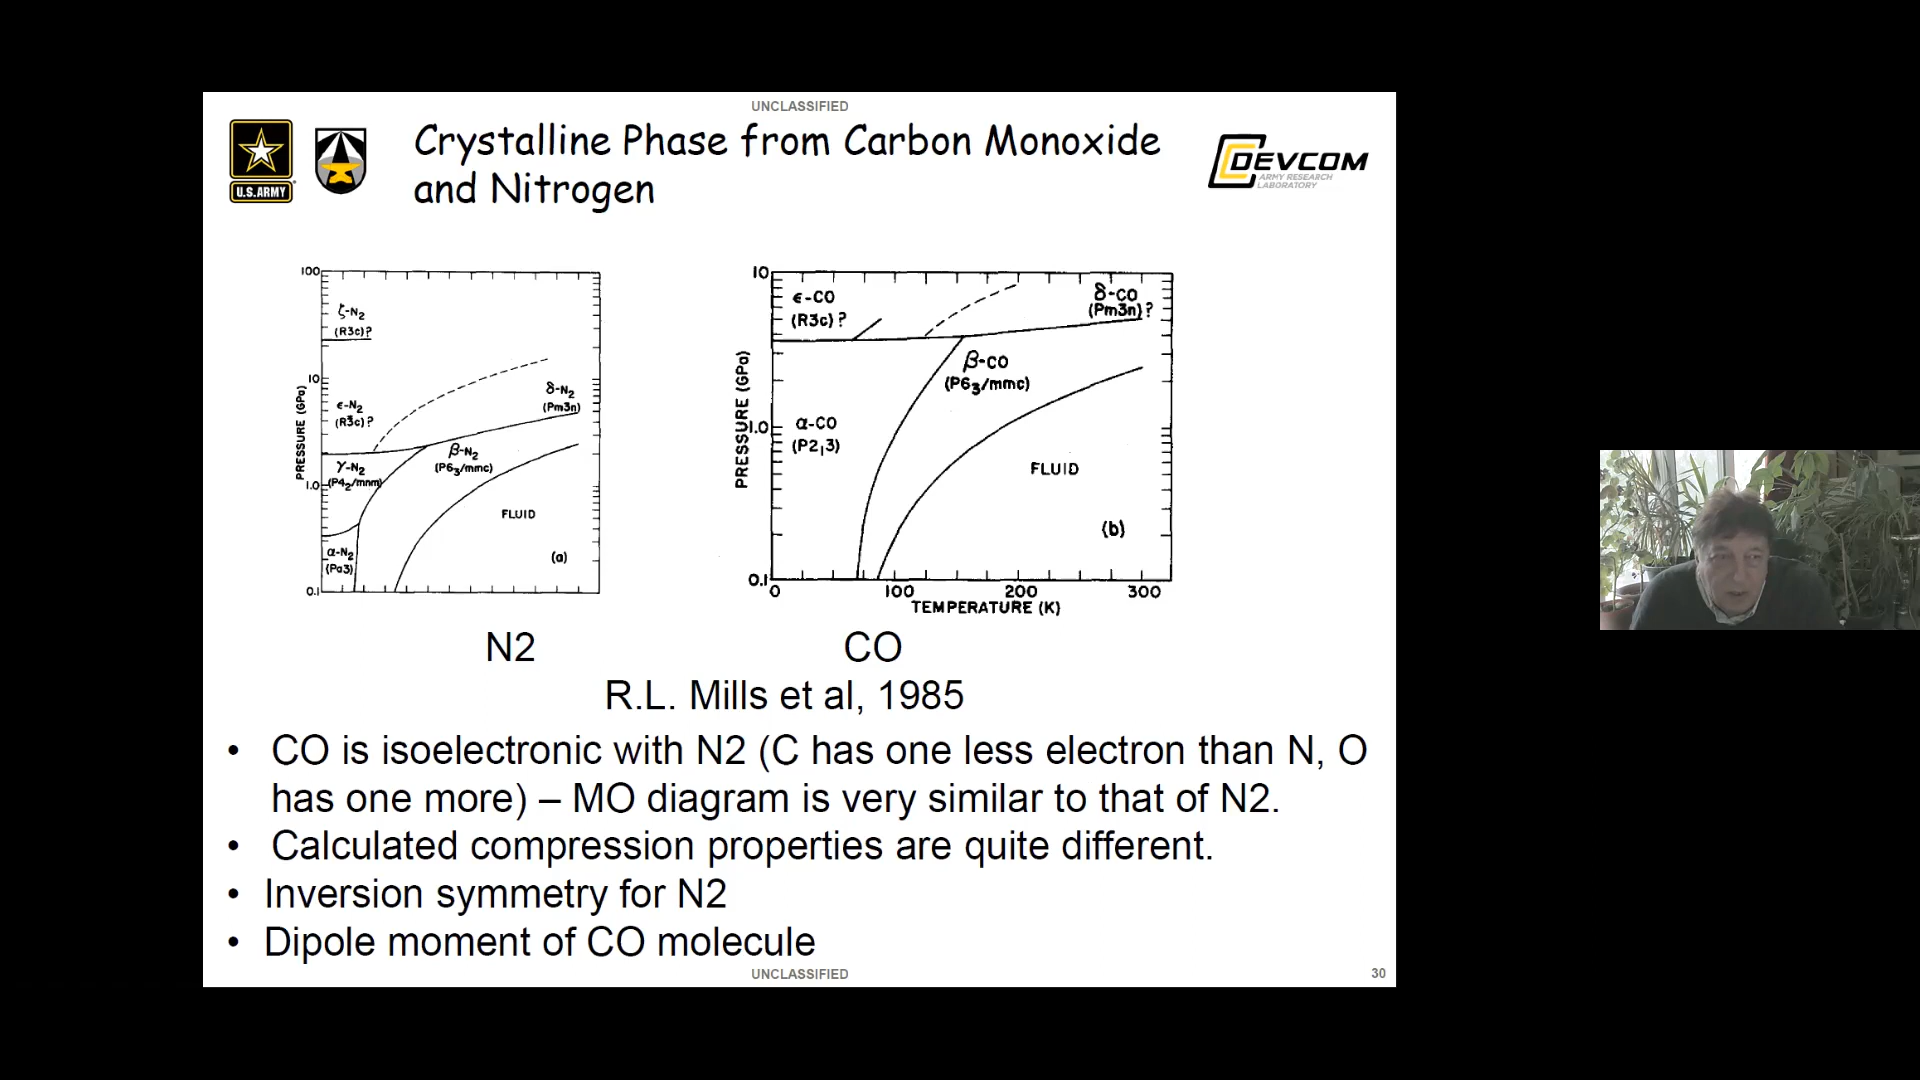 UNCLASSIFIED
Crystalline Phase from Carbon Monoxide
and Nitrogen
U.S.ARMY
DEVCOM
ARMY RESEARCH
LABORATORY
100
ζ-N2
(R3c)?
10
δ-N2
(Pm3n)
ε-N2
(R3c)?
PRESSURE (GPa)
β-N2
(P63/mmc)
γ-N2
(P42/mnm)
1.0
FLUID
α-N2
(Pa3)
(a)
0.1
10
ε-CO
(R3c)?
δ-CO
(Pm3n)?
PRESSURE (GPa)
β-CO
(P63/mmc)
1.0
α-CO
(P213)
FLUID
(b)
0.1
0 100 200 300
TEMPERATURE (K)
N2 CO
R.L. Mills et al, 1985
• CO is isoelectronic with N2 (C has one less electron than N, O
has one more) – MO diagram is very similar to that of N2.
• Calculated compression properties are quite different.
• Inversion symmetry for N2
• Dipole moment of CO molecule
UNCLASSIFIED
30